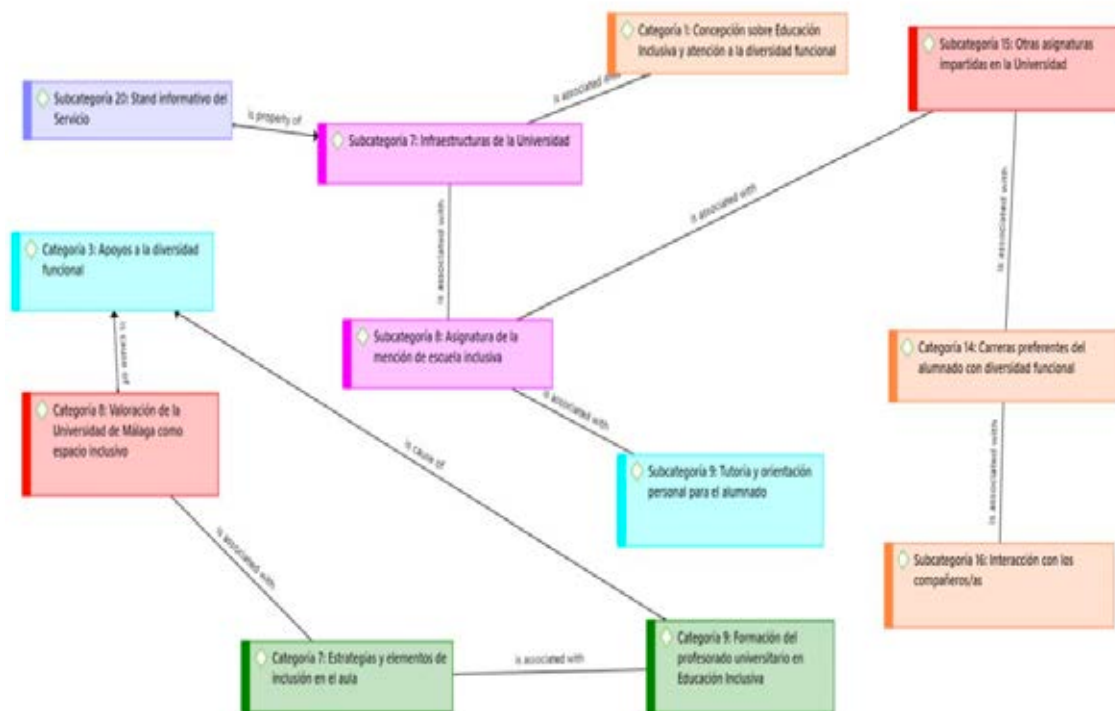 Categoría 1: Concepción sobre Educación
Inclusiva y atención a la diversidad funcional
Subcategoría 15: Otras asignaturas
impartidas en la Universidad
Subcategoría 20: Stand informativo del
Servicio
is associated with
is property of
Subcategoría 7: Infraestructuras de la Universidad
is associated with
is associated with
is associated with
Categoría 3: Apoyos a la diversidad
funcional
is cause of
Subcategoría 8: Asignatura de la
mención de escuela inclusiva
Categoría 14: Carreras preferentes del
alumnado con diversidad funcional
Categoría 8: Valoración de la
Universidad de Málaga como
espacio inclusivo
is associated with
is cause of
Subcategoría 9: Tutoría y orientación
personal para el alumnado
is associated with
is associated with
Subcategoría 16: Interacción con los
compañeros/as
Categoría 7: Estrategias y elementos de
inclusión en el aula
is associated with
Categoría 9: Formación del
profesorado universitario en
Educación Inclusiva